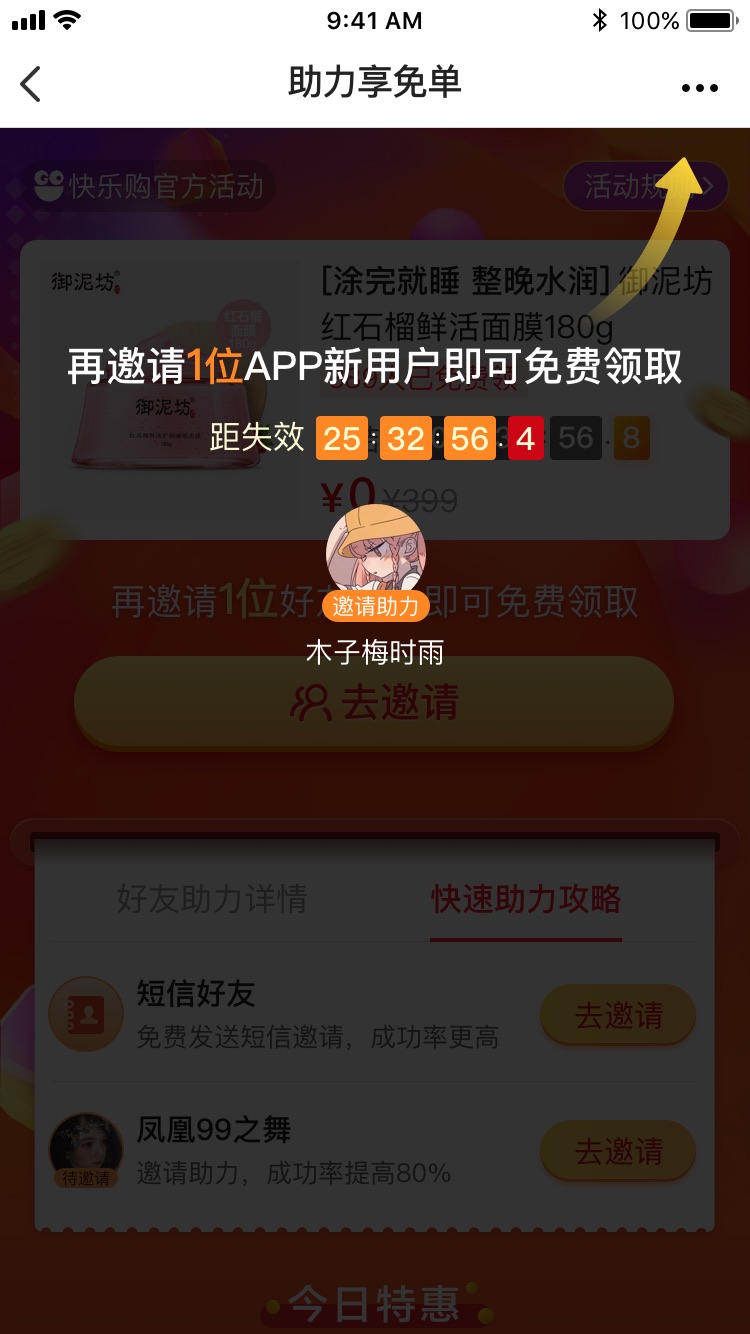 9:41 AM 100%
助力享免单
快乐购官方活动
活动规则
御泥坊
[涂完就睡 整晚水润] 御泥坊
红石榴鲜活面膜180g
红石榴
面膜
180g
再邀请1位APP新用户即可免费领取
御泥坊
距失效 25:32:56.4
56.8
¥0 ¥399
再邀请1位好友 即可免费领取
邀请助力
木子梅时雨
去邀请
好友助力详情 快速助力攻略
短信好友
免费发送短信邀请，成功率更高
去邀请
凤凰99之舞
待邀请
邀请助力，成功率提高80%
去邀请
今日特惠